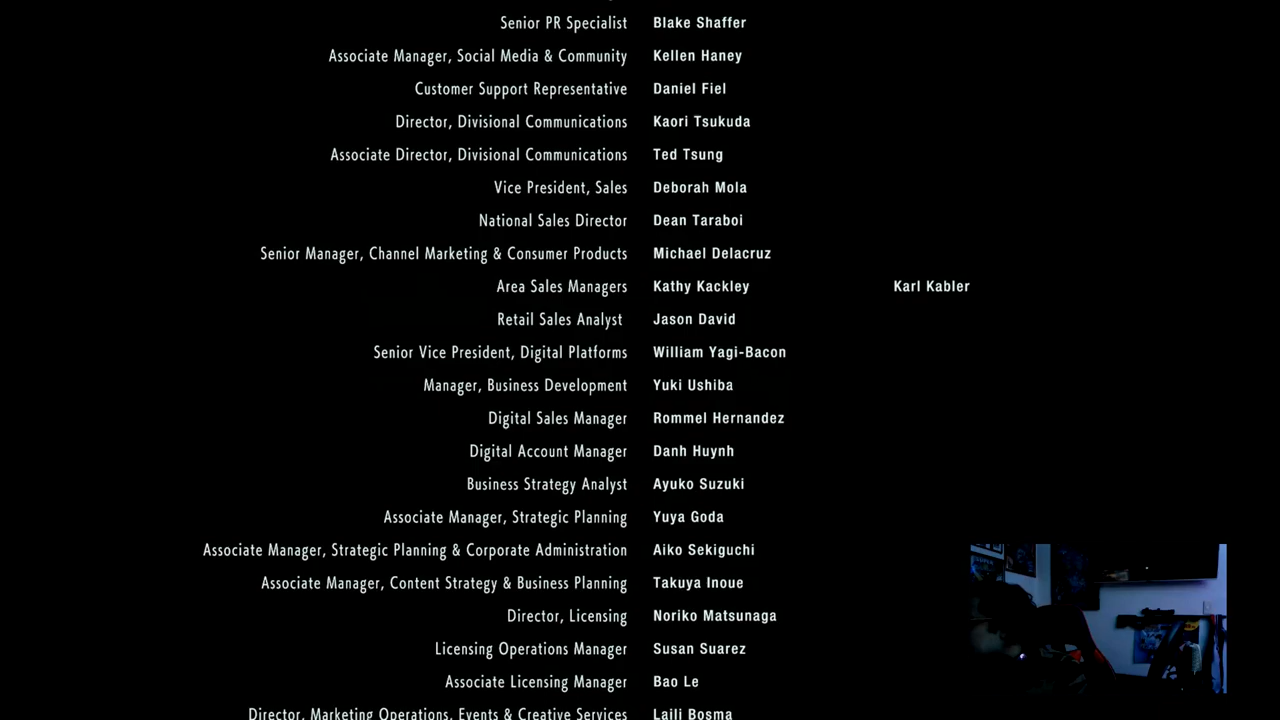 Senior PR Specialist Blake Shaffer
Associate Manager, Social Media & Community Kellen Haney
Customer Support Representative Daniel Fiel
Director, Divisional Communications Kaori Tsukuda
Associate Director, Divisional Communications Ted Tsung
Vice President, Sales Deborah Mola
National Sales Director Dean Taraboi
Senior Manager, Channel Marketing & Consumer Products Michael Delacruz
Area Sales Managers Kathy Kackley Karl Kabler
Retail Sales Analyst Jason David
Senior Vice President, Digital Platforms William Yagi-Bacon
Manager, Business Development Yuki Ushiba
Digital Sales Manager Rommel Hernandez
Digital Account Manager Danh Huynh
Business Strategy Analyst Ayuko Suzuki
Associate Manager, Strategic Planning Yuya Goda
Associate Manager, Strategic Planning & Corporate Administration Aiko Sekiguchi
Associate Manager, Content Strategy & Business Planning Takuya Inoue
Director, Licensing Noriko Matsunaga
Licensing Operations Manager Susan Suarez
Associate Licensing Manager Bao Le
Director, Marketing Operations, Events & Creative Services Laili Bosma